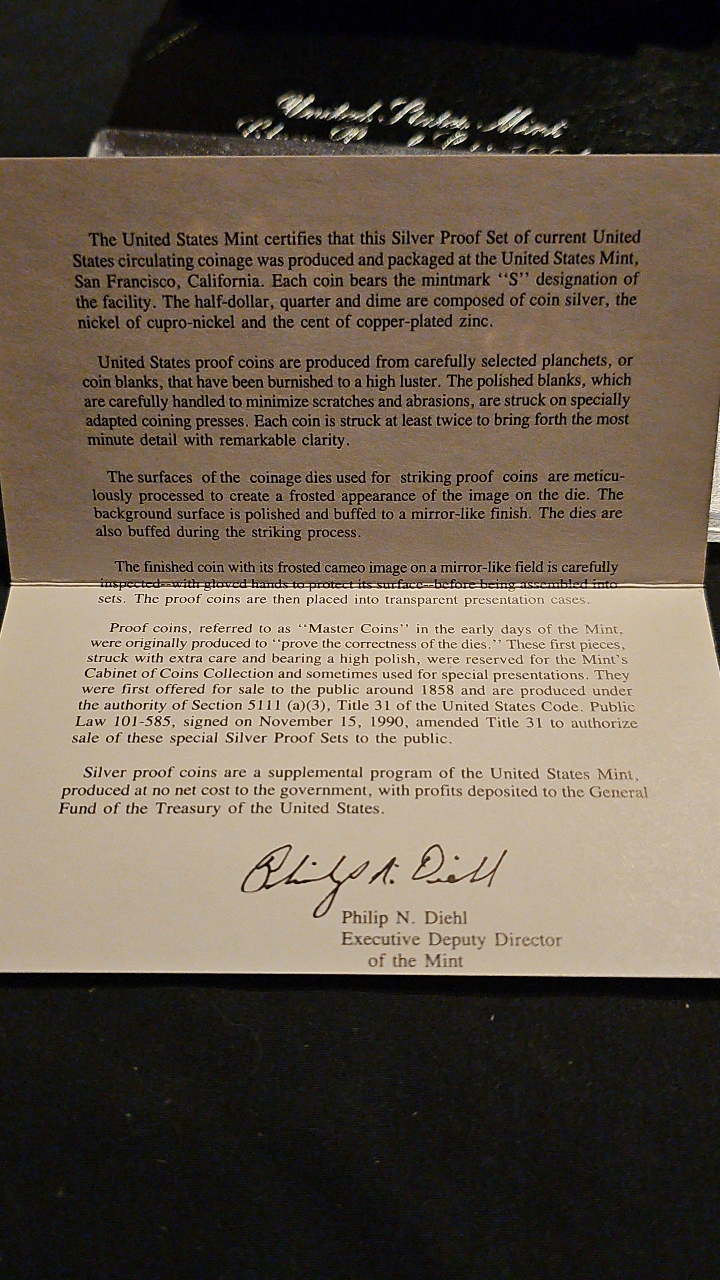 United States Mint
The United States Mint certifies that this Silver Proof Set of current United
States circulating coinage was produced and packaged at the United States Mint,
San Francisco, California. Each coin bears the mintmark ‘‘S’’ designation of
the facility. The half-dollar, quarter and dime are composed of coin silver, the
nickel of cupro-nickel and the cent of copper-plated zinc.
United States proof coins are produced from carefully selected planchets, or
coin blanks, that have been burnished to a high luster. The polished blanks, which
are carefully handled to minimize scratches and abrasions, are struck on specially
adapted coining presses. Each coin is struck at least twice to bring forth the most
minute detail with remarkable clarity.
The surfaces of the coinage dies used for striking proof coins are meticu-
lously processed to create a frosted appearance of the image on the die. The
background surface is polished and buffed to a mirror-like finish. The dies are
also buffed during the striking process.
The finished coin with its frosted cameo image on a mirror-like field is carefully
inspected--with gloved hands to protect its surface--before being assembled into
sets. The proof coins are then placed into transparent presentation cases.
Proof coins, referred to as ‘‘Master Coins’’ in the early days of the Mint,
were originally produced to ‘‘prove the correctness of the dies.’’ These first pieces,
struck with extra care and bearing a high polish, were reserved for the Mint's
Cabinet of Coins Collection and sometimes used for special presentations. They
were first offered for sale to the public around 1858 and are produced under
the authority of Section 5111 (a)(3), Title 31 of the United States Code. Public
Law 101-585, signed on November 15, 1990, amended Title 31 to authorize
sale of these special Silver Proof Sets to the public.
Silver proof coins are a supplemental program of the United States Mint,
produced at no net cost to the government, with profits deposited to the General
Fund of the Treasury of the United States.
Philip N. Diehl
Philip N. Diehl
Executive Deputy Director
of the Mint